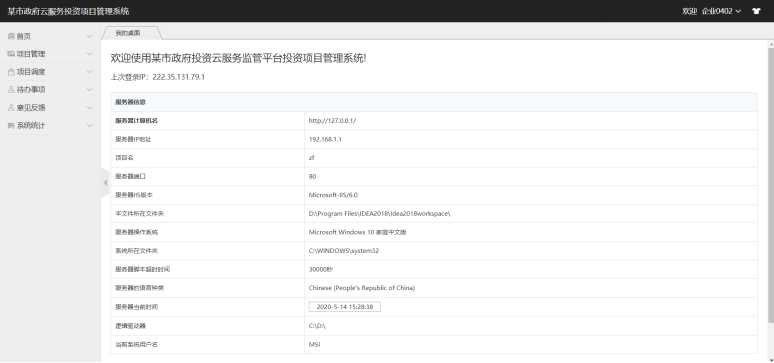 某市政府云服务投资项目管理系统
欢迎 企业0402
首页
我的桌面
项目管理
项目调度
待办事项
意见反馈
系统统计
欢迎使用某市政府投资云服务监管平台投资项目管理系统!
上次登录IP：222.35.131.79.1
服务器信息
服务器计算机名 http://127.0.0.1/
服务器IP地址 192.168.1.1
项目名 zf
服务器端口 80
服务器IIS版本 Microsoft-IIS/6.0
本文件所在文件夹 D:\Program Files\IDEA2018\Idea2018workspace\
服务器操作系统 Microsoft Windows 10 家庭中文版
系统所在文件夹 C:\WINDOWS\system32
服务器脚本超时时间 30000秒
服务器的语言种类 Chinese (People's Republic of China)
服务器当前时间 2020-5-14 15:28:38
逻辑驱动器 C:\D:\
当前系统用户名 MSI